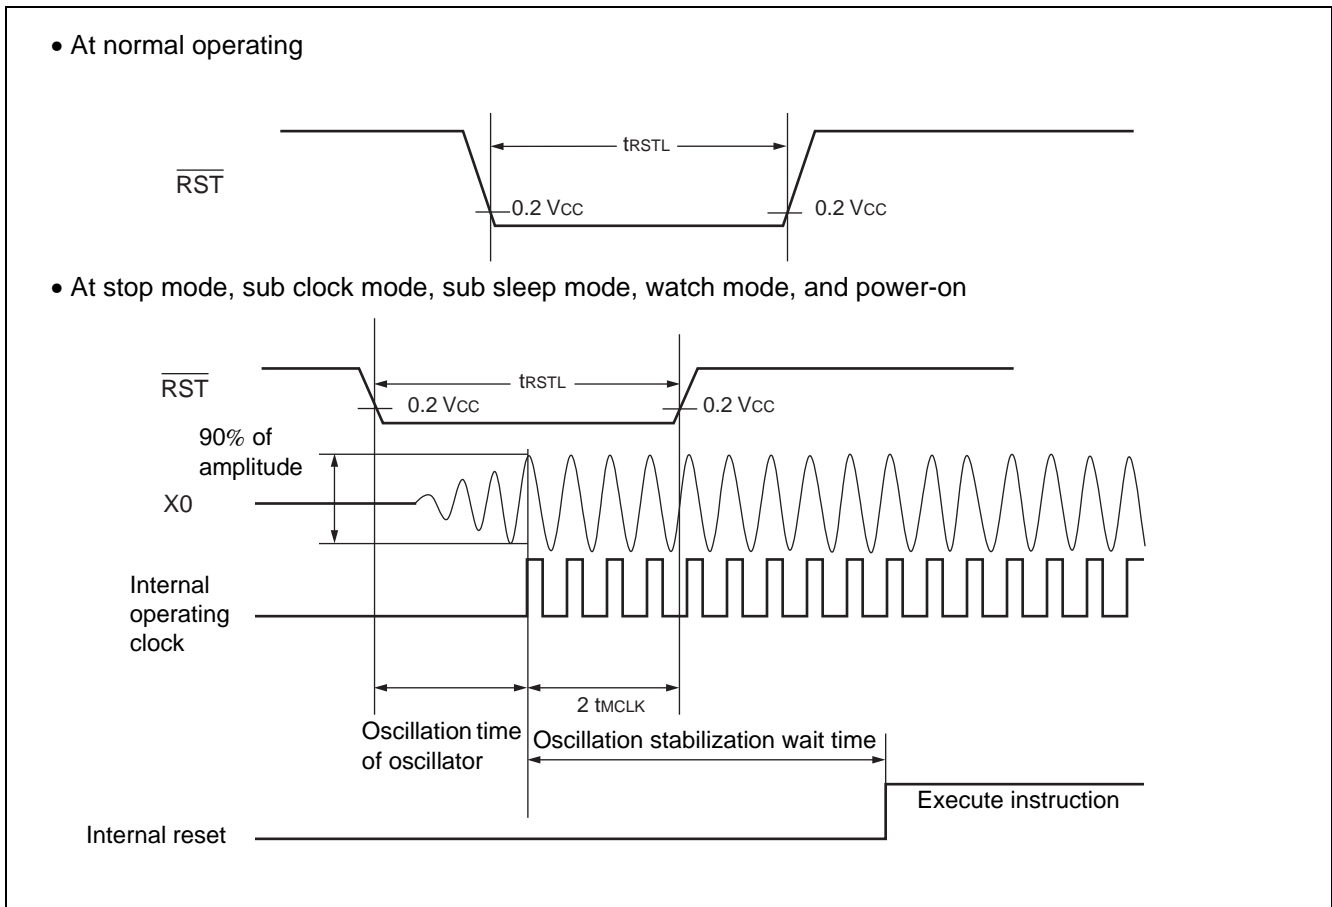 • At normal operating
tRSTL
RST
0.2 VCC
0.2 VCC
• At stop mode, sub clock mode, sub sleep mode, watch mode, and power-on
RST
tRSTL
0.2 VCC
0.2 VCC
90% of
amplitude
X0
Internal
operating
clock
2 tMCLK
Oscillation time
of oscillator
Oscillation stabilization wait time
Execute instruction
Internal reset